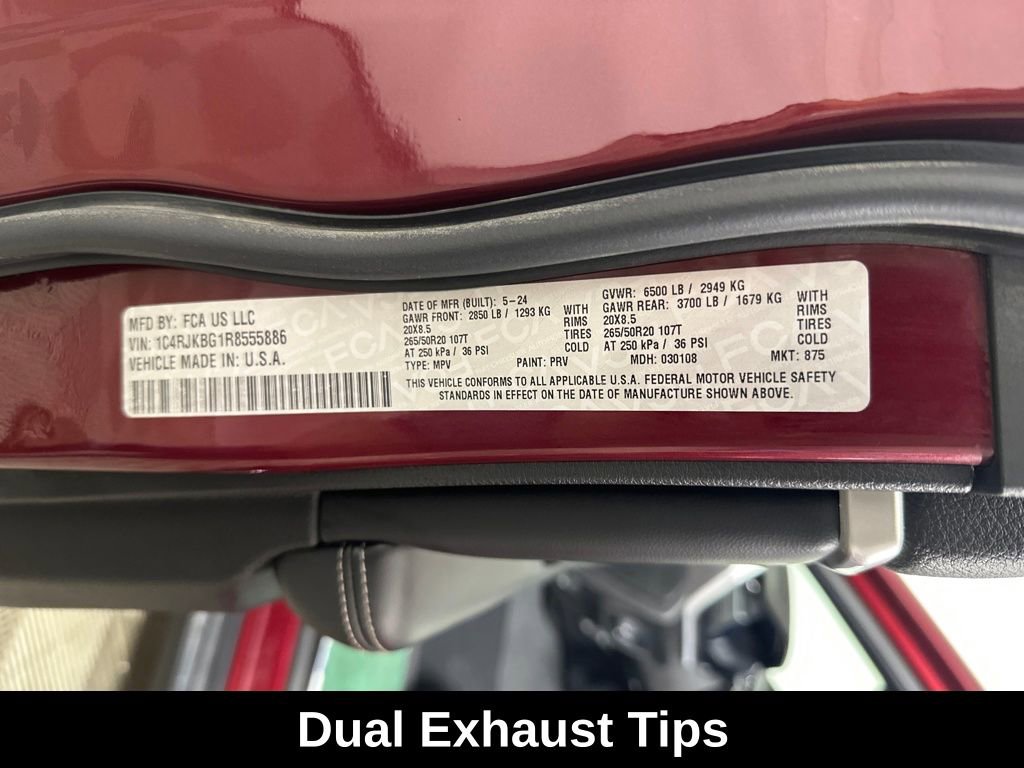 MFD BY: FCA US LLC
VIN: 1C4RJKBG1R8555886
VEHICLE MADE IN U.S.A.
DATE OF MFR (BUILT): 5-24
GAWR FRONT: 2850 LB / 1293 KG WITH
20X8.5 RIMS
265/50R20 107T TIRES
AT 250 kPa / 36 PSI COLD
TYPE: MPV PAINT: PRV
GVWR: 6500 LB / 2949 KG
GAWR REAR: 3700 LB / 1679 KG WITH
20X8.5 RIMS
265/50R20 107T TIRES
AT 250 kPa / 36 PSI COLD
MDH: 030108 MKT: 875
THIS VEHICLE CONFORMS TO ALL APPLICABLE U.S.A. FEDERAL MOTOR VEHICLE SAFETY
STANDARDS IN EFFECT ON THE DATE OF MANUFACTURE SHOWN ABOVE.
Dual Exhaust Tips